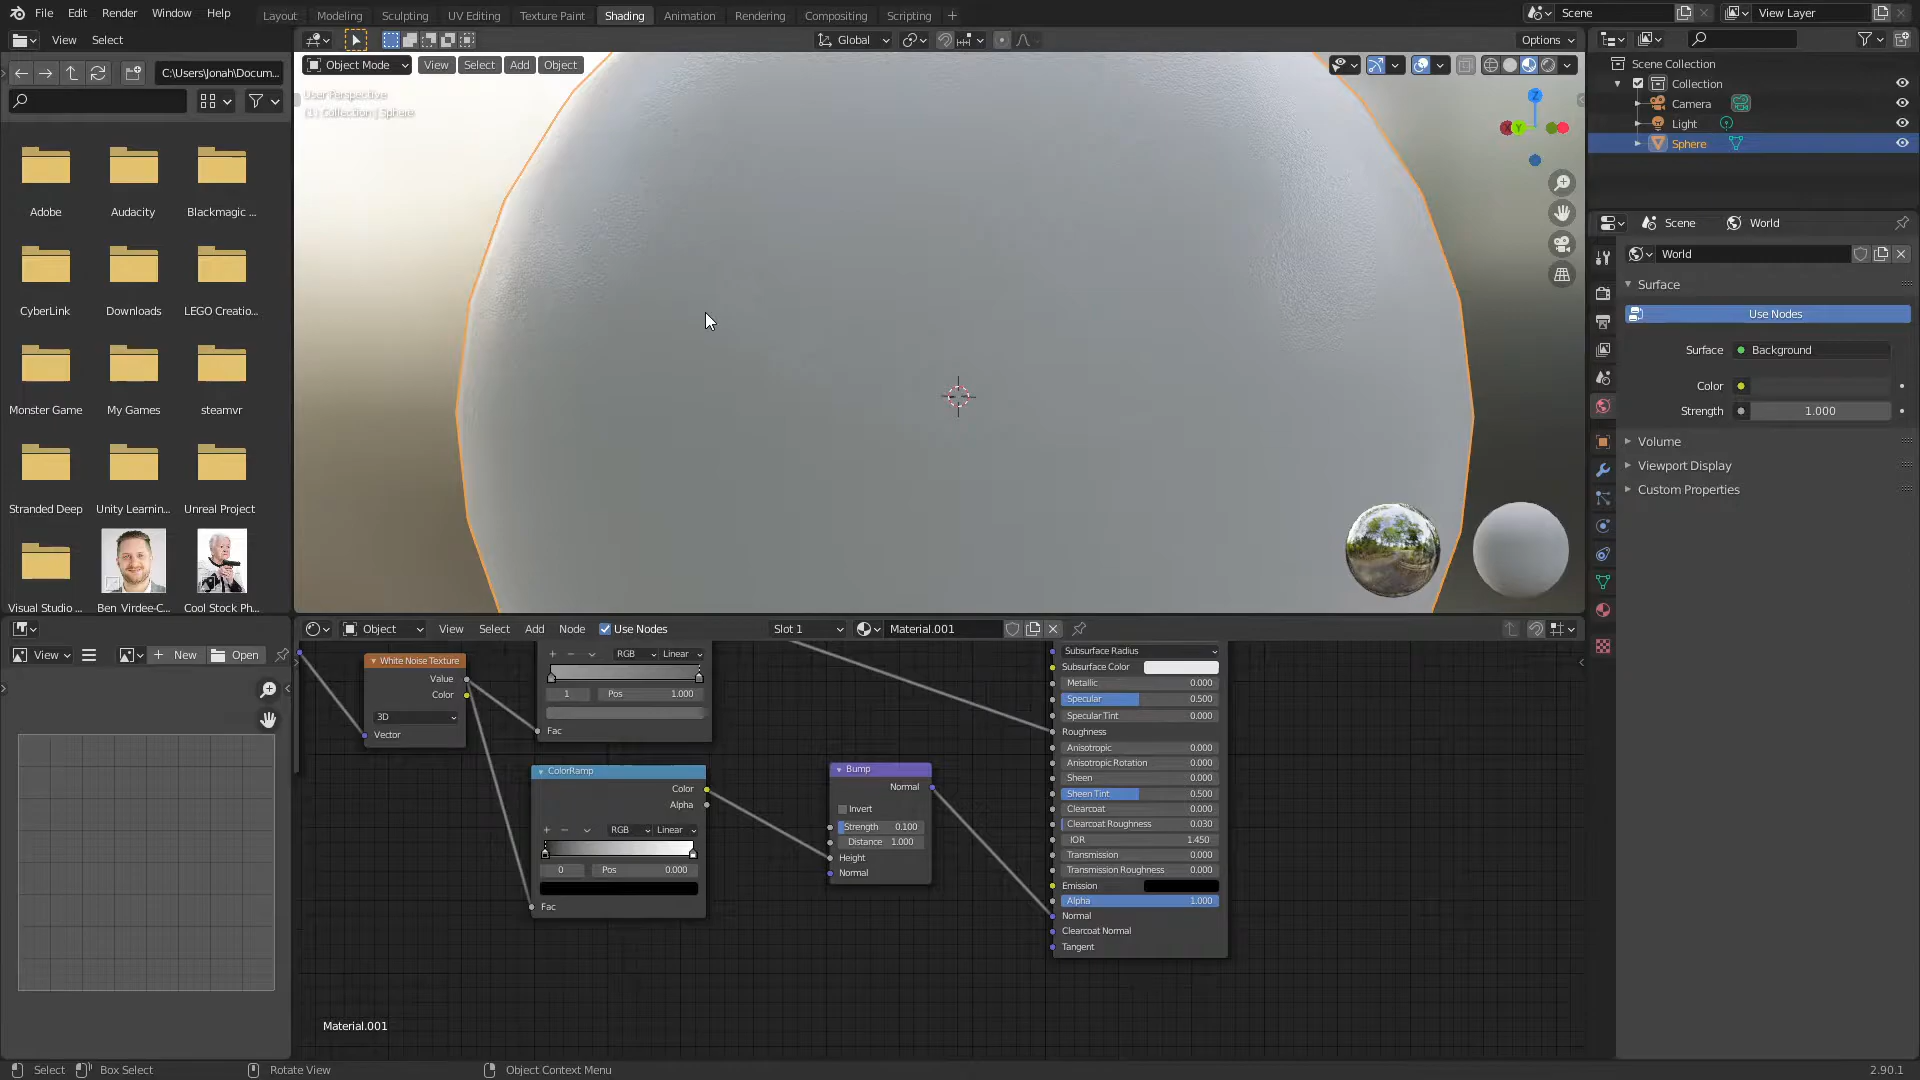 File Edit Render Window Help
Layout Modeling Sculpting UV Editing Texture Paint Shading Animation Rendering Compositing Scripting +
Scene
View Layer
View Select
Global
Options
C:\Users\Jonah\Docum...
Object Mode View Select Add Object
User Perspective
(1) Collection | Sphere
Z
X
Y
Adobe
Audacity
Blackmagic ...
CyberLink
Downloads
LEGO Creatio...
Monster Game
My Games
steamvr
Stranded Deep
Unity Learnin...
Unreal Project
Visual Studio ...
Ben_Virdee-C...
Cool Stock Ph...
Scene Collection
Collection
Camera
Light
Sphere
Scene World
World
Surface
Use Nodes
Surface Background
Color
Strength 1.000
Volume
Viewport Display
Custom Properties
View New Open
Object View Select Add Node Use Nodes Slot 1 Material.001
White Noise Texture
Value
Color
3D
Vector
RGB Linear
1 Pos 1.000
Fac
ColorRamp
Color
Alpha
RGB Linear
0 Pos 0.000
Fac
Bump
Normal
Invert
Strength 0.100
Distance 1.000
Height
Normal
Subsurface Radius
Subsurface Color
Metallic 0.000
Specular 0.500
Specular Tint 0.000
Roughness
Anisotropic 0.000
Anisotropic Rotation 0.000
Sheen 0.000
Sheen Tint 0.500
Clearcoat 0.000
Clearcoat Roughness 0.030
IOR 1.450
Transmission 0.000
Transmission Roughness 0.000
Emission
Alpha 1.000
Normal
Clearcoat Normal
Tangent
Material.001
Select Box Select Rotate View Object Context Menu 2.90.1